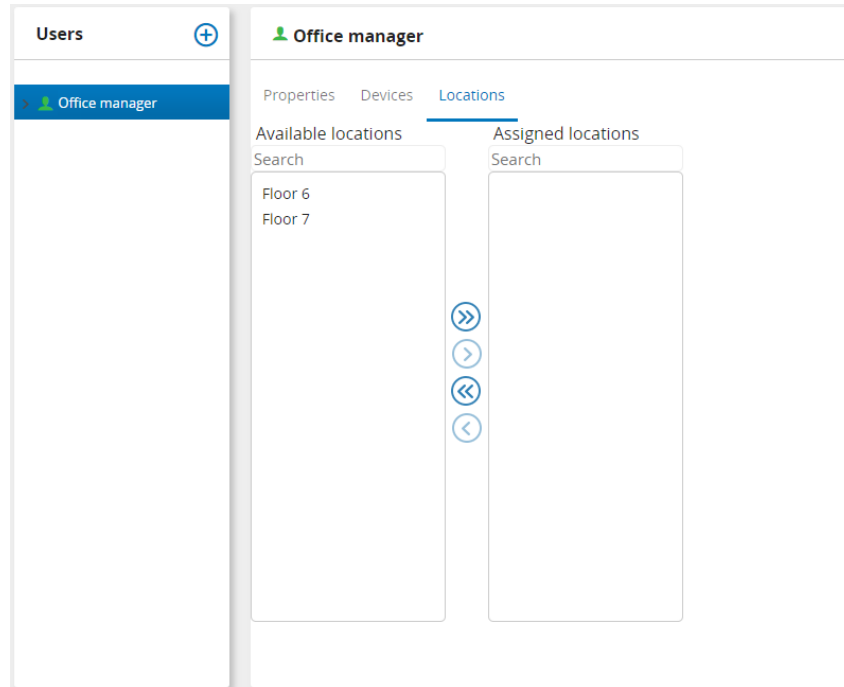 Users
Office manager
Office manager
Properties Devices Locations
Available locations
Search
Floor 6
Floor 7
Assigned locations
Search